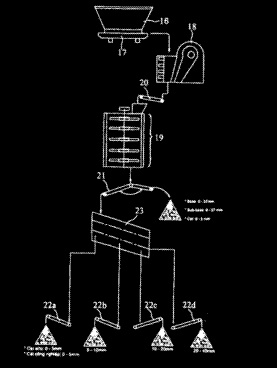 16
17
18
20
19
21
* Base 0 - 37mm
* Sub-base 0 - 37 mm
* Cát 0 - 5 mm
23
22a
22b
22c
22d
* Cát xây: 0 - 5mm
* Cát công nghiệp: 0 - 5mm
5 - 10mm
10 - 20mm
20 - 40mm